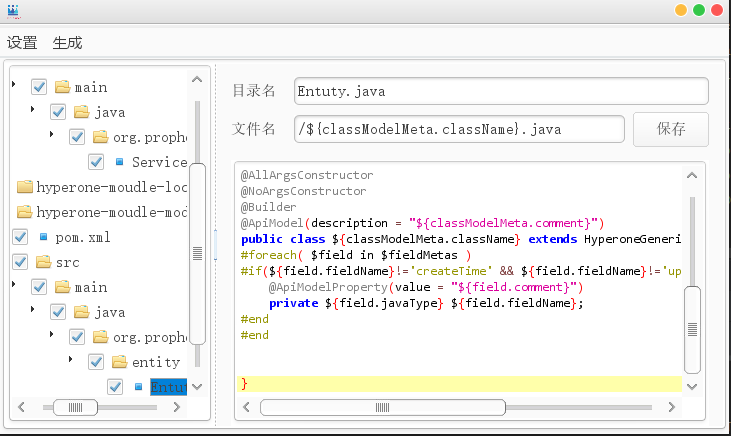 设置 生成
main
java
org.proph
Service
hyperone-moudle-loc
hyperone-moudle-mod
pom.xml
src
main
java
org.proph
entity
Entut
目录名 Entuty.java
文件名 /${classModelMeta.className}.java 保存
@AllArgsConstructor
@NoArgsConstructor
@Builder
@ApiModel(description = "${classModelMeta.comment}")
public class ${classModelMeta.className} extends HyperoneGeneri
#foreach( $field in $fieldMetas )
#if(${field.fieldName}!='createTime' && ${field.fieldName}!='up
@ApiModelProperty(value = "${field.comment}")
private ${field.javaType} ${field.fieldName};
#end
#end
}